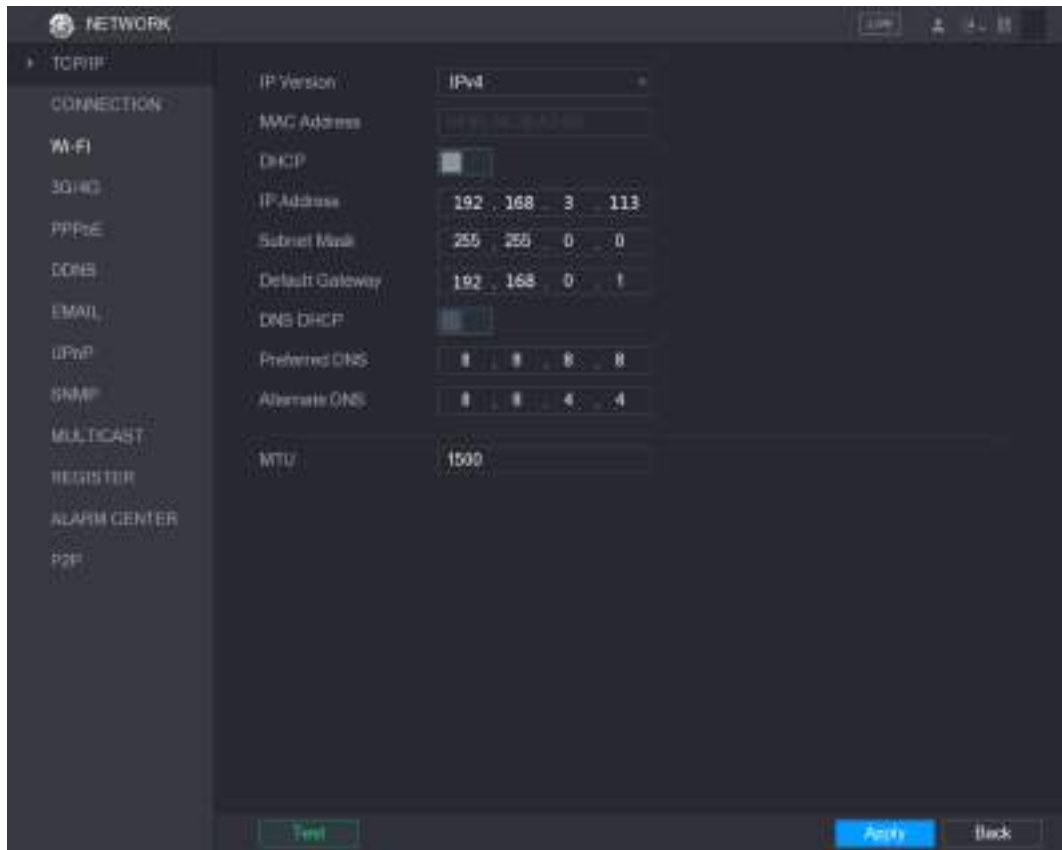 NETWORK
LIVE
TCP/IP
CONNECTION
Wi-Fi
3G/4G
PPPoE
DDNS
EMAIL
UPnP
SNMP
MULTICAST
REGISTER
ALARM CENTER
P2P
IP Version IPv4
MAC Address
DHCP
IP Address 192 . 168 . 3 . 113
Subnet Mask 255 . 255 . 0 . 0
Default Gateway 192 . 168 . 0 . 1
DNS DHCP
Preferred DNS 8 . 8 . 8 . 8
Alternate DNS 8 . 8 . 4 . 4
MTU 1500
Test
Apply
Back